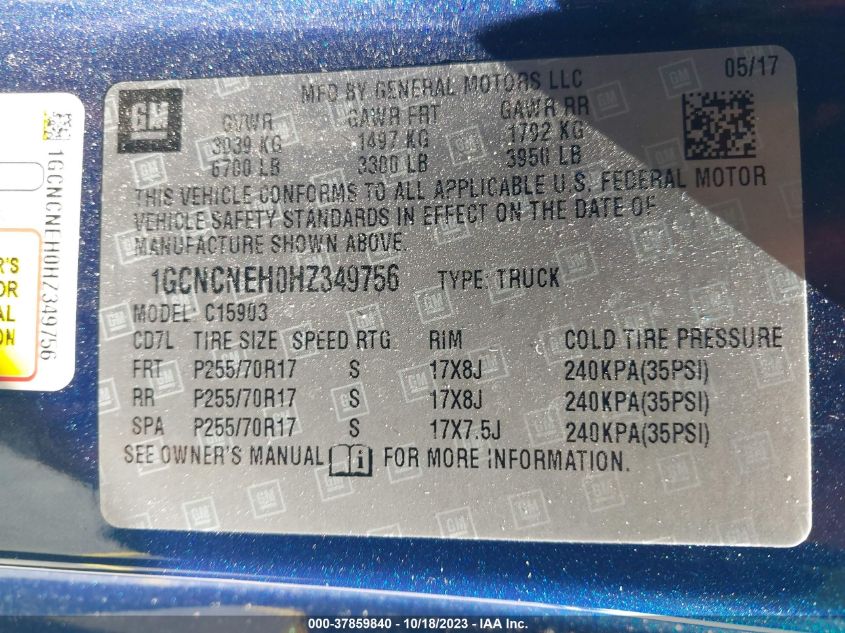 MFD BY GENERAL MOTORS LLC
05/17
GM
GVWR GAWR FRT GAWR RR
3039 KG 1497 KG 1792 KG
6700 LB 3300 LB 3950 LB
THIS VEHICLE CONFORMS TO ALL APPLICABLE U.S. FEDERAL MOTOR
VEHICLE SAFETY STANDARDS IN EFFECT ON THE DATE OF
MANUFACTURE SHOWN ABOVE.
1GCNCNEH0HZ349756 TYPE: TRUCK
MODEL: C15903
CD7L TIRE SIZE SPEED RTG RIM COLD TIRE PRESSURE
FRT P255/70R17 S 17X8J 240KPA(35PSI)
RR P255/70R17 S 17X8J 240KPA(35PSI)
SPA P255/70R17 S 17X7.5J 240KPA(35PSI)
SEE OWNER'S MANUAL i FOR MORE INFORMATION.
1GCNCNEH0HZ349756
000-37859840 - 10/18/2023 - IAA Inc.